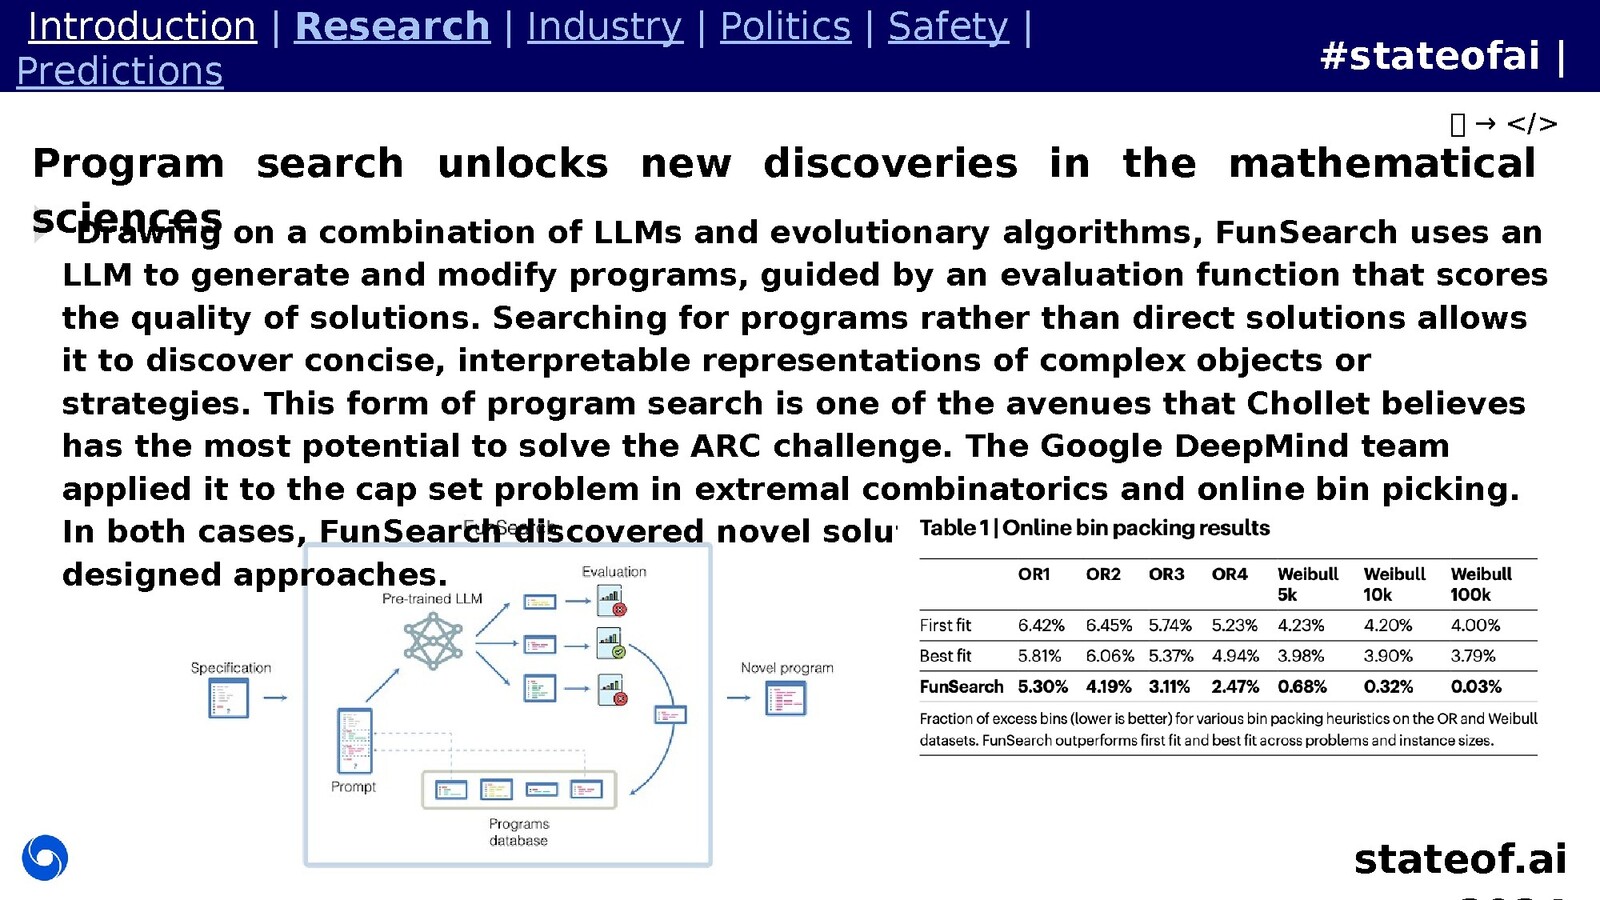 Introduction | Research | Industry | Politics | Safety |
Predictions
#stateofai |
→ </>
Program search unlocks new discoveries in the mathematical
sciences
Drawing on a combination of LLMs and evolutionary algorithms, FunSearch uses an
LLM to generate and modify programs, guided by an evaluation function that scores
the quality of solutions. Searching for programs rather than direct solutions allows
it to discover concise, interpretable representations of complex objects or
strategies. This form of program search is one of the avenues that Chollet believes
has the most potential to solve the ARC challenge. The Google DeepMind team
applied it to the cap set problem in extremal combinatorics and online bin picking.
In both cases, FunSearch discovered novel solu
designed approaches.
FunSearch
Evaluation
Pre-trained LLM
Specification
Novel program
Prompt
Programs
database
Table 1 | Online bin packing results
OR1 OR2 OR3 OR4 Weibull 5k Weibull 10k Weibull 100k
First fit 6.42% 6.45% 5.74% 5.23% 4.23% 4.20% 4.00%
Best fit 5.81% 6.06% 5.37% 4.94% 3.98% 3.90% 3.79%
FunSearch 5.30% 4.19% 3.11% 2.47% 0.68% 0.32% 0.03%
Fraction of excess bins (lower is better) for various bin packing heuristics on the OR and Weibull
datasets. FunSearch outperforms first fit and best fit across problems and instance sizes.
stateof.ai